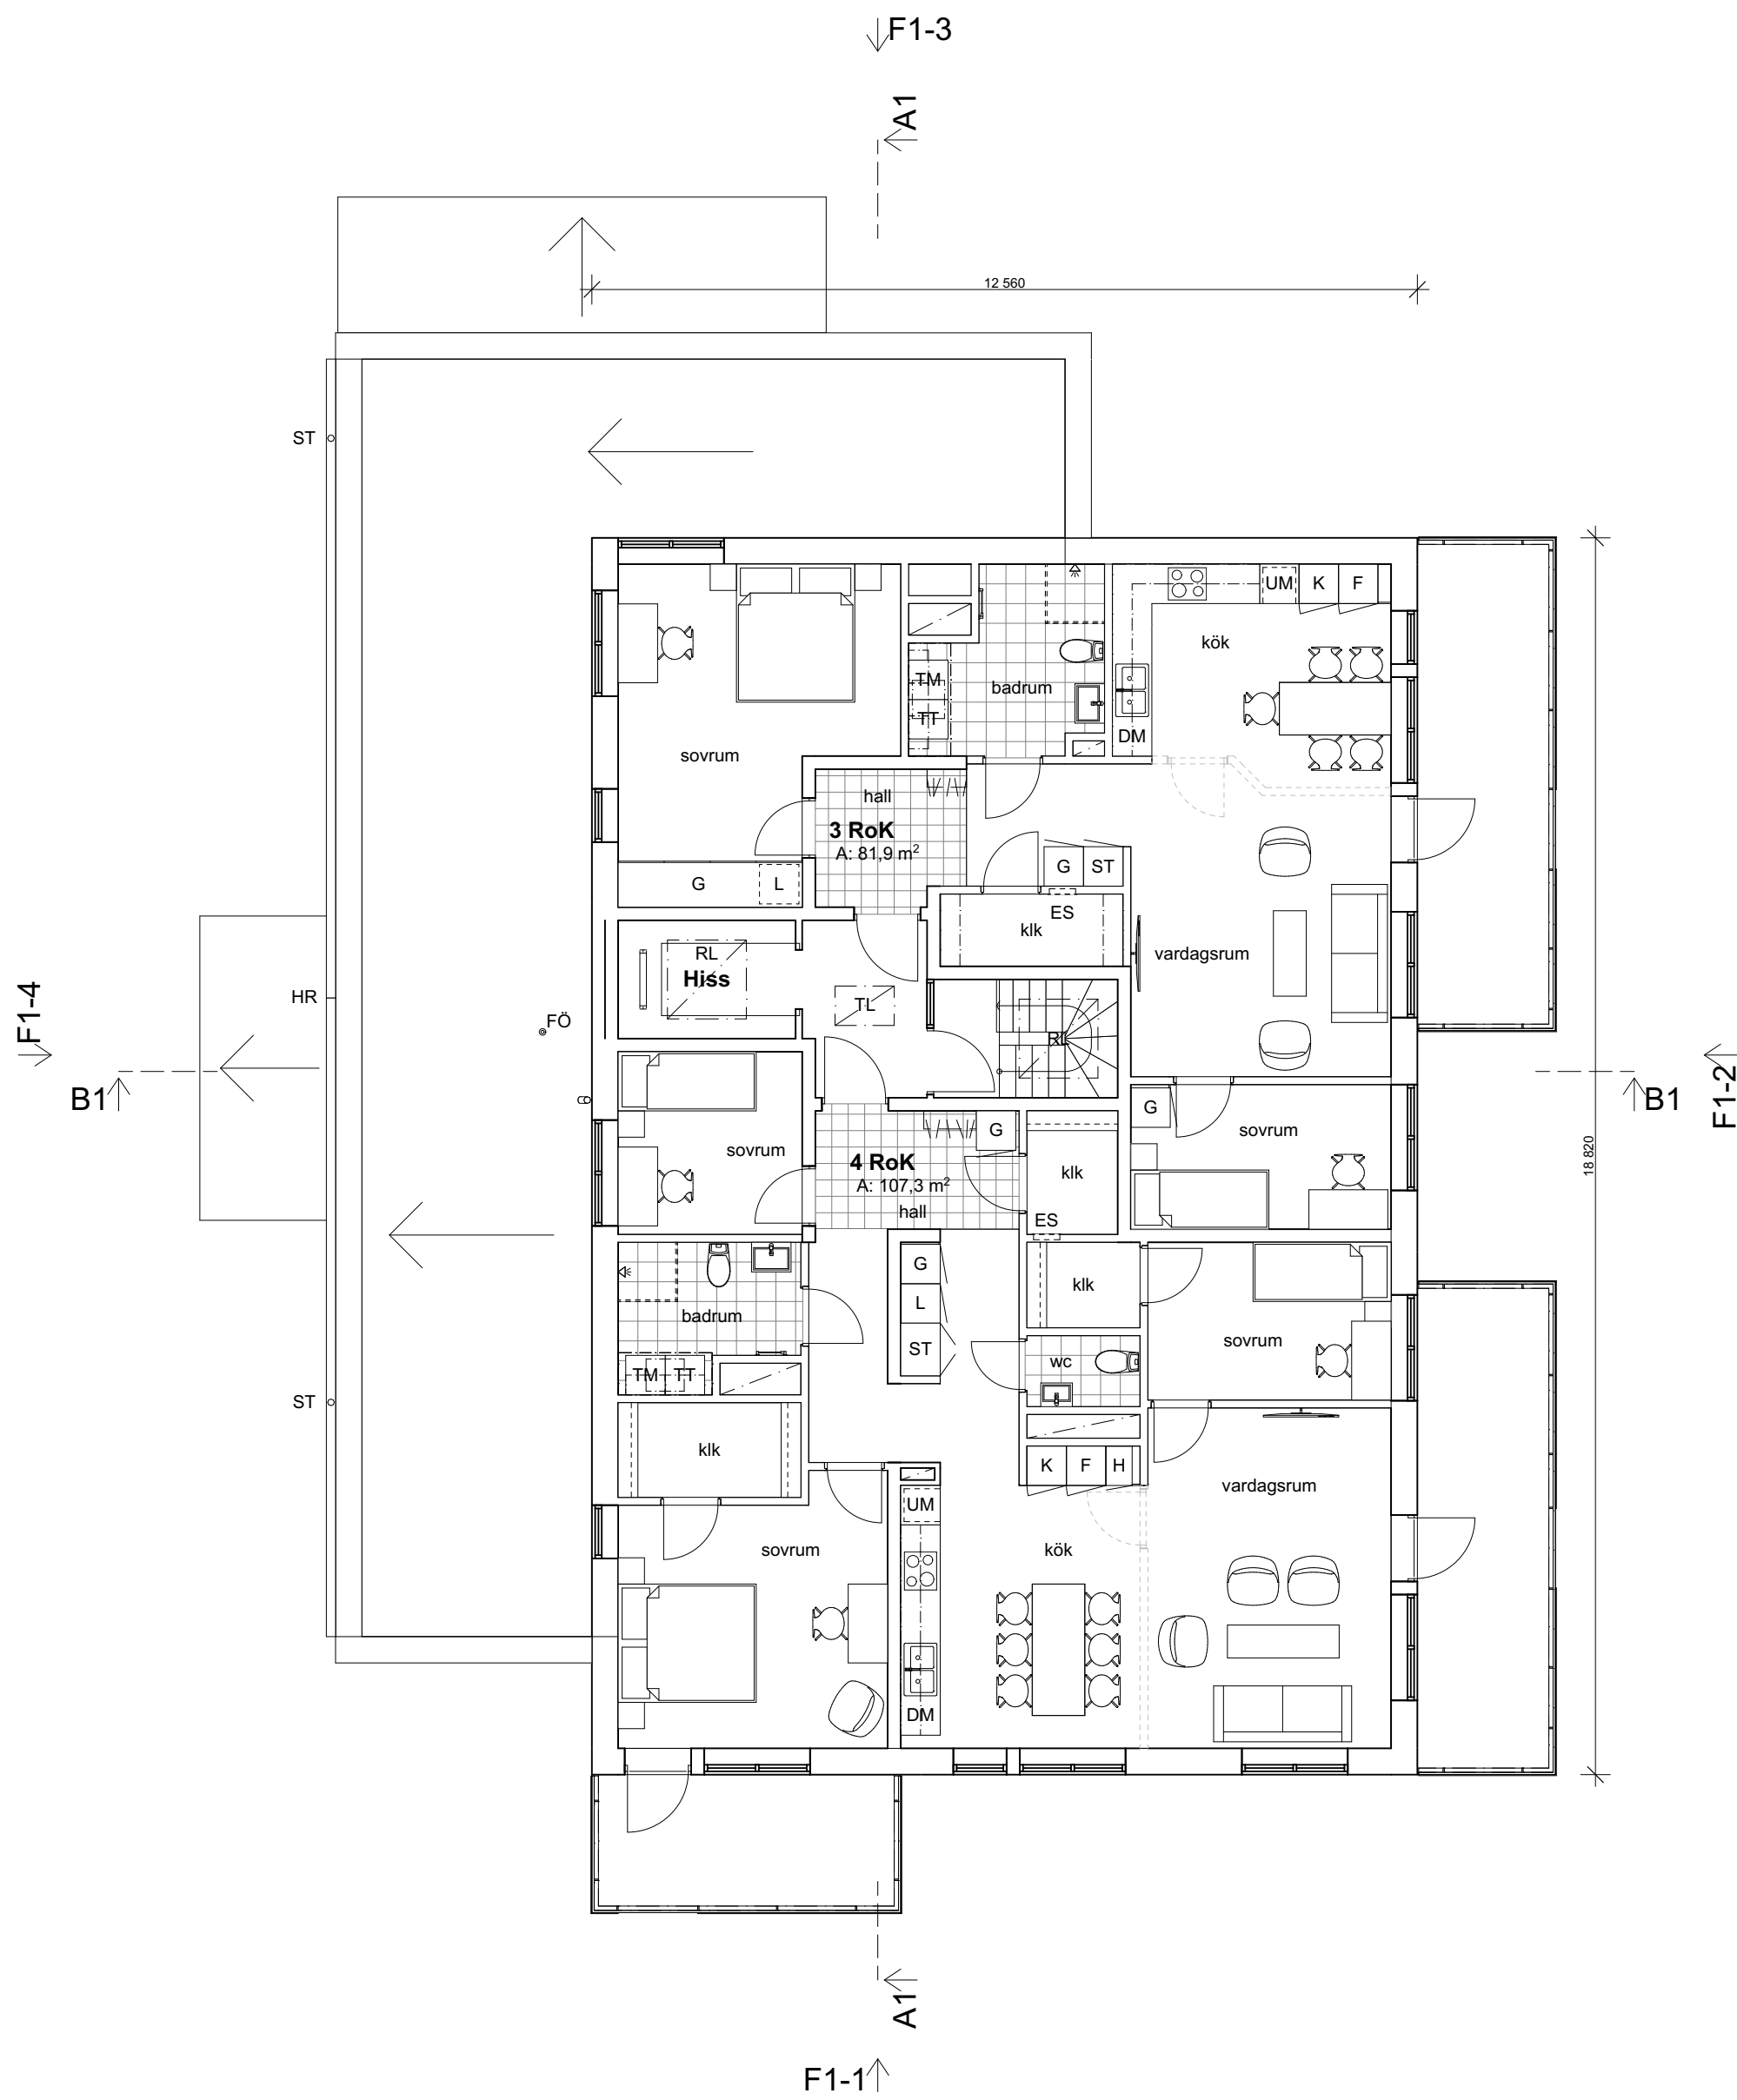 F1-3
A1
12 560
ST
UM K F
kök
TM
badrum
TT
DM
sovrum
hall
3 RoK
A: 81,9 m²
G L
G ST
ES
klk
vardagsrum
RL
Hiss
TL
HR
FÖ
RL
F1-4
B1
B1
F1-2
18 820
G
sovrum
sovrum
G
4 RoK
A: 107,3 m²
hall
klk
ES
G
L
ST
klk
badrum
sovrum
TM TT
wc
ST
klk
K F H
vardagsrum
UM
sovrum
kök
DM
A1
F1-1